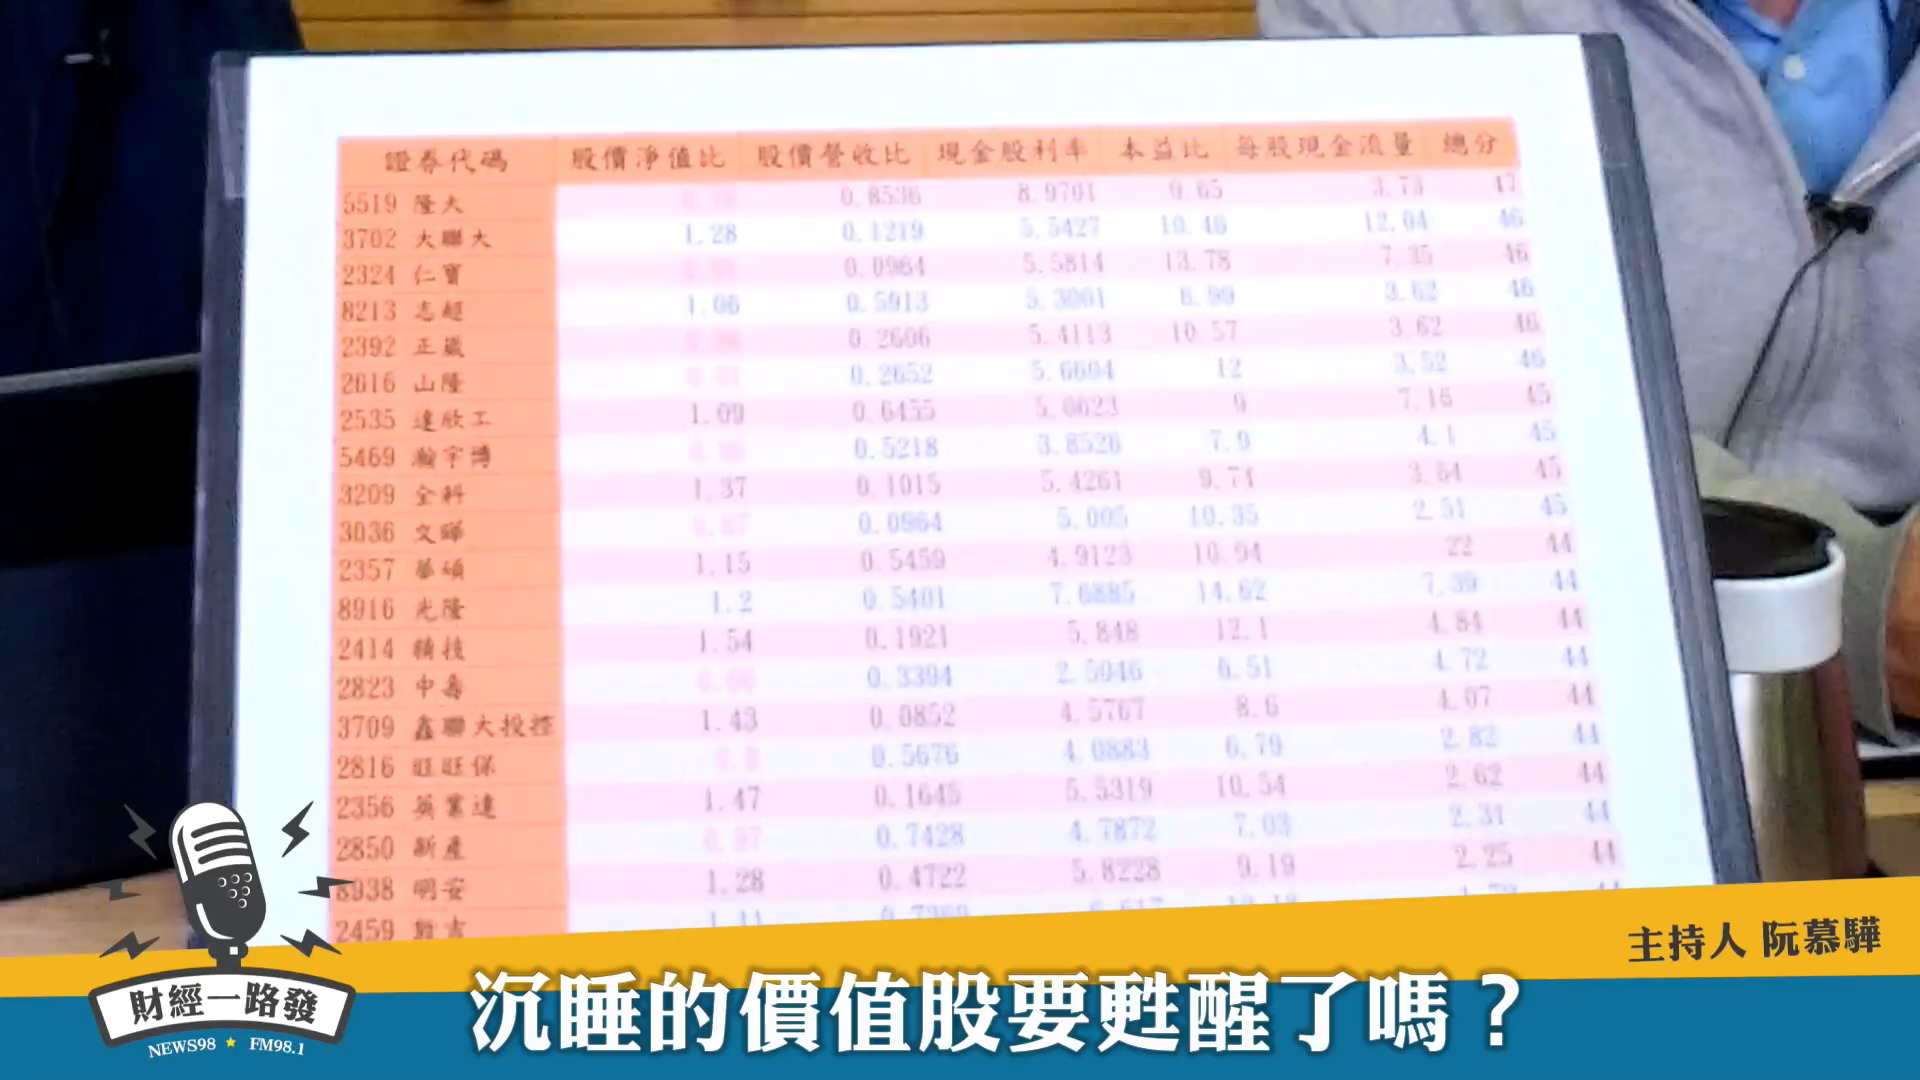 證券代碼 股價淨值比 股價營收比 現金股利率 本益比 每股現金流量 總分
5519 隆大 0.8536 8.9701 9.65 3.73 47
3702 大聯大 1.28 0.1219 5.5427 10.46 12.04 46
2324 仁寶 0.0964 5.5814 13.78 7.35 46
8213 志超 1.06 0.5913 5.3001 6.99 3.62 46
2392 正崴 0.2606 5.4113 10.57 3.62 46
2616 山隆 0.2652 5.6604 12 3.52 46
2535 達欣工 1.09 0.6455 5.0623 9 7.16 45
5469 瀚宇博 0.5218 3.8526 7.9 4.1 45
3209 全科 1.37 0.1015 5.4261 9.74 3.64 45
3036 文曄 0.87 0.0964 5.005 10.35 2.51 45
2357 華碩 1.15 0.5459 4.9123 10.94 22 44
8916 光隆 1.2 0.5401 7.0885 14.62 7.39 44
2414 精技 1.54 0.1921 5.848 12.1 4.84 44
2823 中壽 0.3394 2.5046 6.51 4.72 44
3709 鑫聯大投控 1.43 0.0852 4.5767 8.6 4.07 44
2816 旺旺保 0.5676 4.0883 6.79 2.82 44
2356 英業達 1.47 0.1645 5.5319 10.54 2.62 44
2850 新產 0.97 0.7428 4.7872 7.03 2.31 44
8938 明安 1.28 0.4722 5.8228 9.19 2.25 44
2459 敦吉 1.11
主持人 阮慕驊
沉睡的價值股要甦醒了嗎？
財經一路發
NEWS98 ★ FM98.1